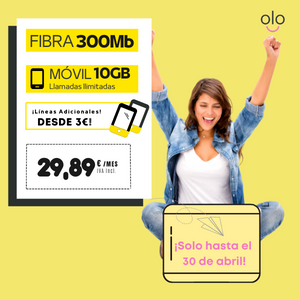 olo
FIBRA 300Mb
MÓVIL 10GB
Llamadas Ilimitadas
¡Líneas Adicionales!
DESDE 3€!
29,89 € /MES
IVA incl.
¡Solo hasta el
30 de abril!